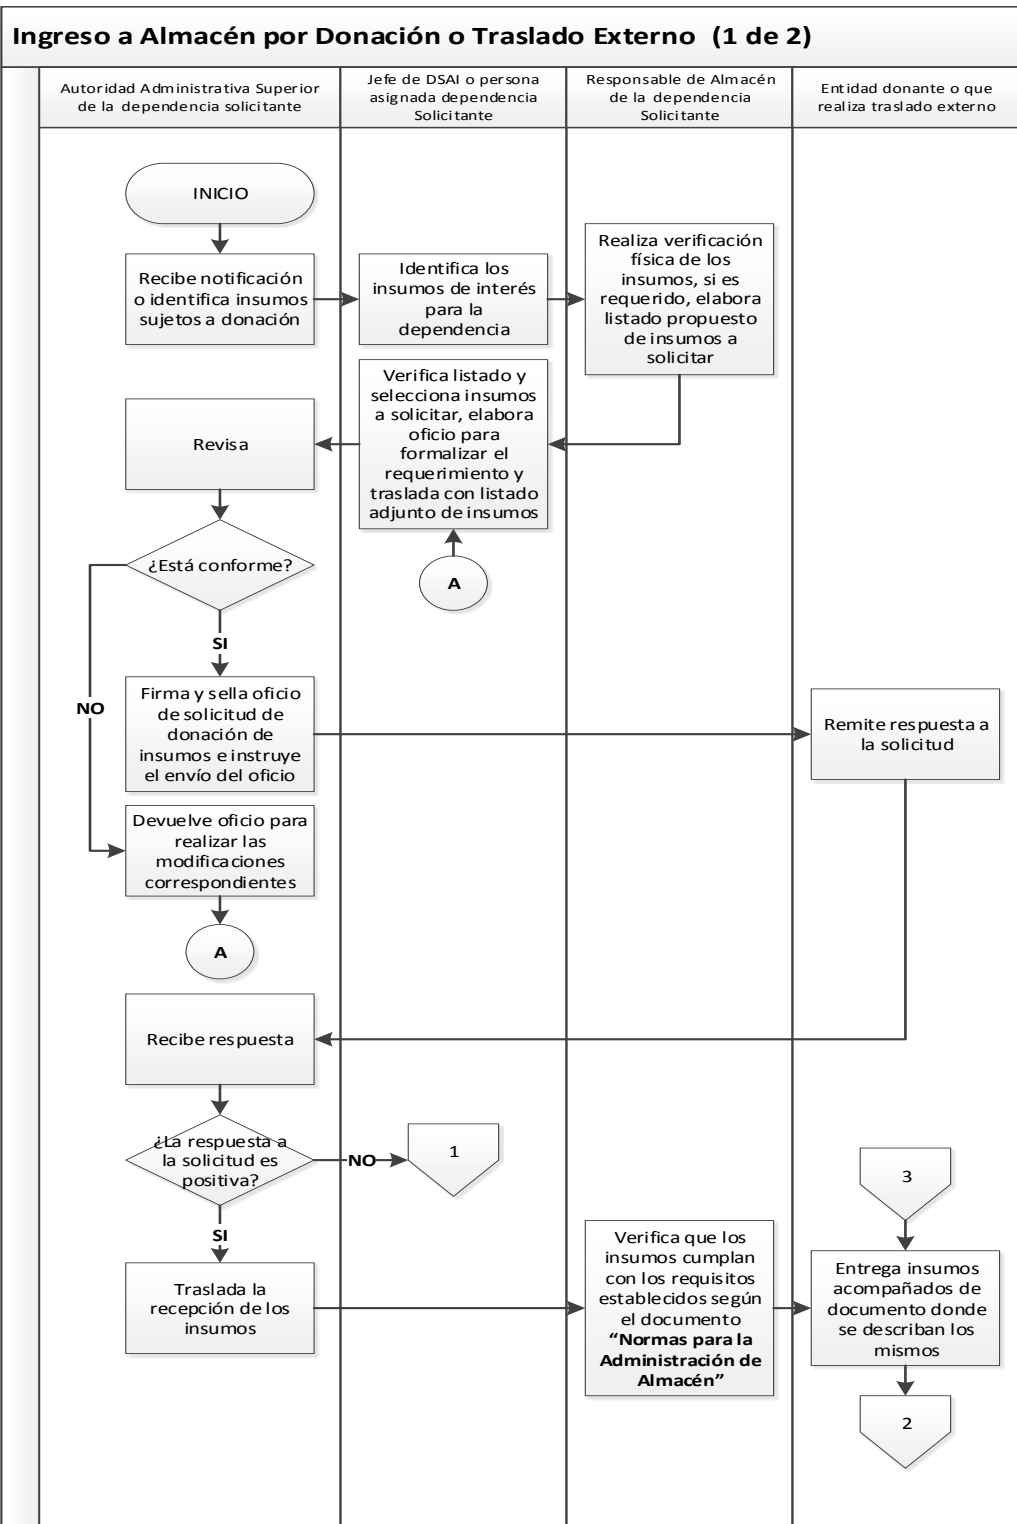 Ingreso a Almacén por Donación o Traslado Externo (1 de 2)
Autoridad Administrativa Superior
de la dependencia solicitante
Jefe de DSAI o persona
asignada dependencia
Solicitante
Responsable de Almacén
de la dependencia
Solicitante
Entidad donante o que
realiza traslado externo
INICIO
Recibe notificación
o identifica insumos
sujetos a donación
Identifica los
insumos de interés
para la
dependencia
Realiza verificación
física de los
insumos, si es
requerido, elabora
listado propuesto
de insumos a
solicitar
Verifica listado y
selecciona insumos
a solicitar, elabora
oficio para
formalizar el
requerimiento y
traslada con listado
adjunto de insumos
Revisa
A
¿Está conforme?
SI
NO
Firma y sella oficio
de solicitud de
donación de
insumos e instruye
el envío del oficio
Remite respuesta a
la solicitud
Devuelve oficio para
realizar las
modificaciones
correspondientes
A
Recibe respuesta
¿La respuesta a
la solicitud es
positiva?
NO
1
SI
3
Traslada la
recepción de los
insumos
Verifica que los
insumos cumplan
con los requisitos
establecidos según
el documento
“Normas para la
Administración de
Almacén”
Entrega insumos
acompañados de
documento donde
se describan los
mismos
2